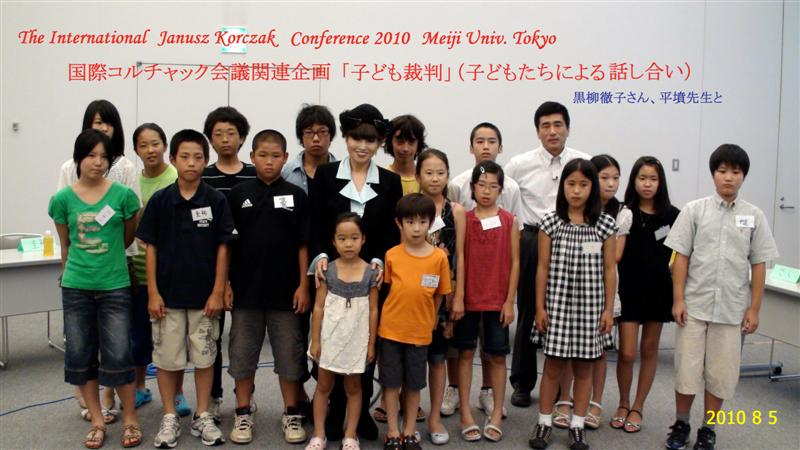 The International Janusz Korczak Conference 2010 Meiji Univ. Tokyo
国際コルチャック会議関連企画「子ども裁判」（子どもたちによる話し合い）
黒柳徹子さん、平墳先生と
2010 8 5